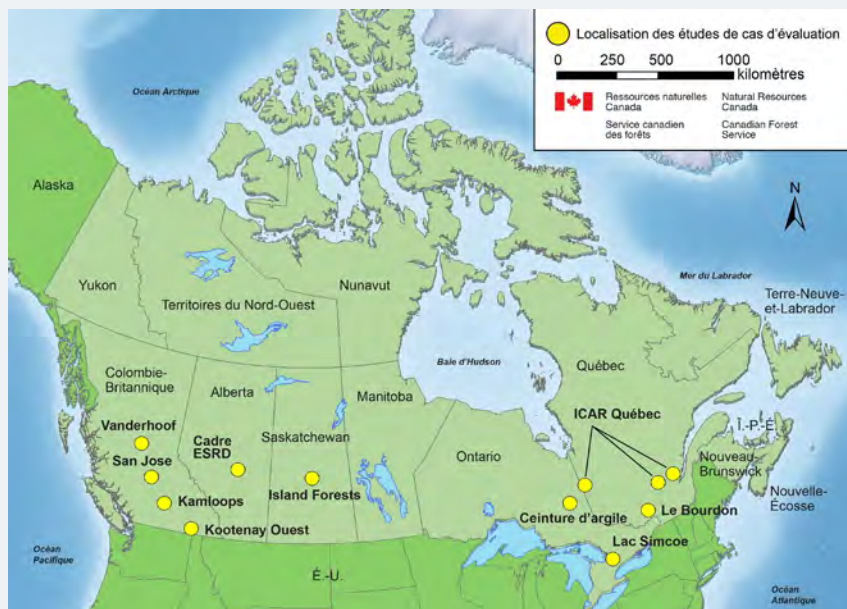 Localisation des études de cas d'évaluation
0 250 500 1000
kilomètres
Ressources naturelles
Canada
Natural Resources
Canada
Service canadien
des forêts
Canadian Forest
Service
Océan Arctique
Alaska
N
Yukon
Nunavut
Territoires du Nord-Ouest
Mer du Labrador
Terre-Neuve-
et-Labrador
Baie d'Hudson
Québec
Colombie-
Britannique
Alberta
Manitoba
Saskatchewan
Ontario
ICAR Québec
Î.-P.-É.
Nouveau-
Brunswick
Nouvelle-
Écosse
Vanderhoof
San Jose
Cadre
ESRD
Island Forests
Kamloops
Kootenay Ouest
Ceinture d'argile
Le Bourdon
Lac Simcoe
Océan
Pacifique
É.-U.
Océan
Atlantique